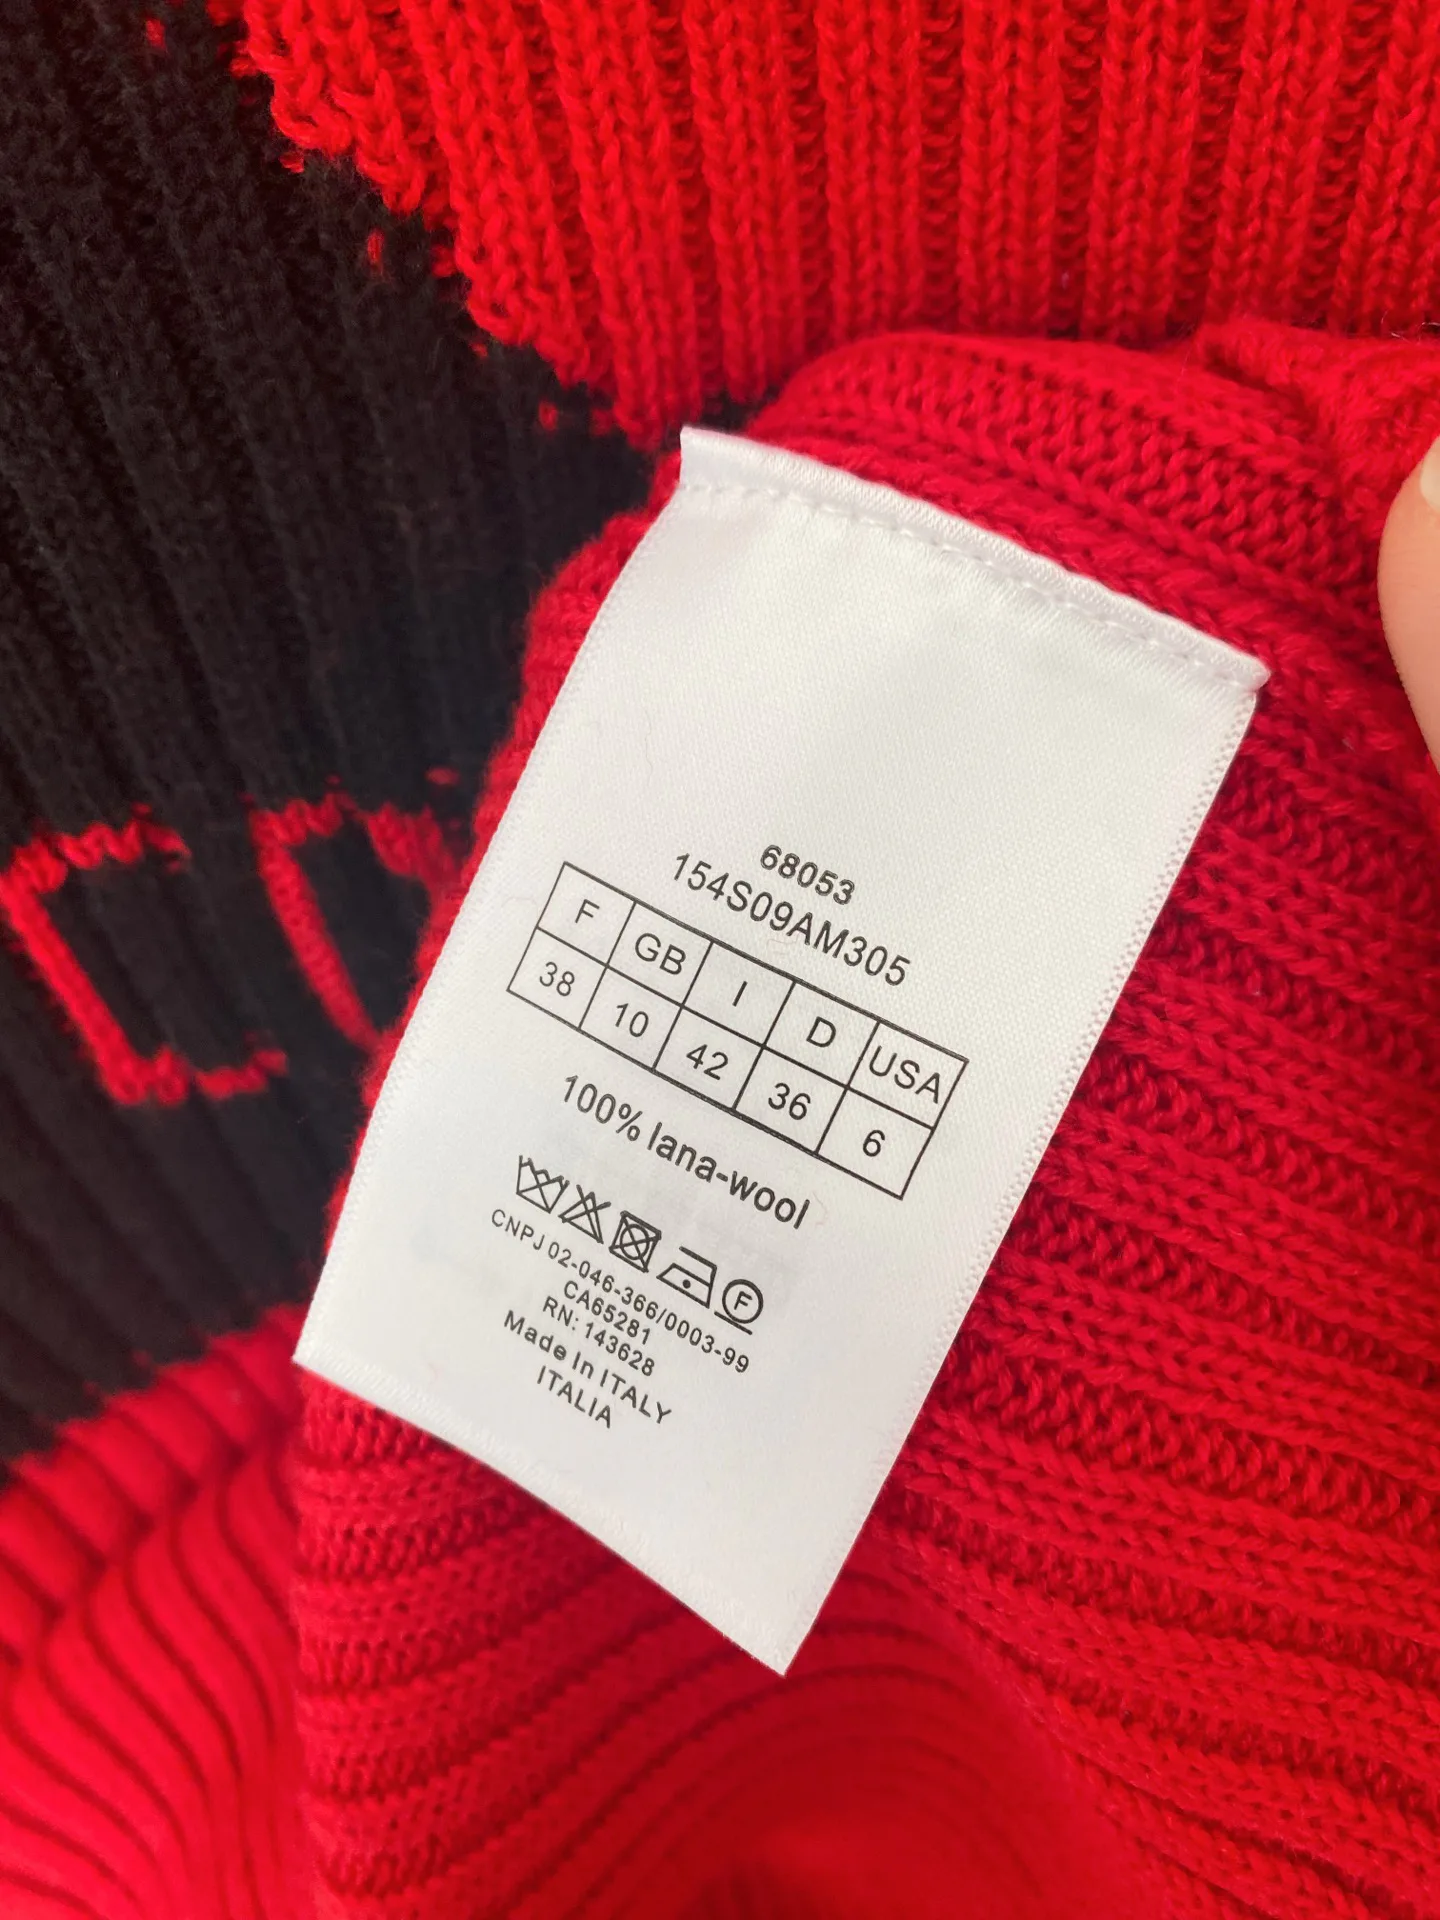 68053
154S09AM305
F GB I D USA
38 10 42 36 6
100% lana-wool
F
CNPJ 02-046-366/0003-99
CA65281
RN: 143628
Made In ITALY
ITALIA